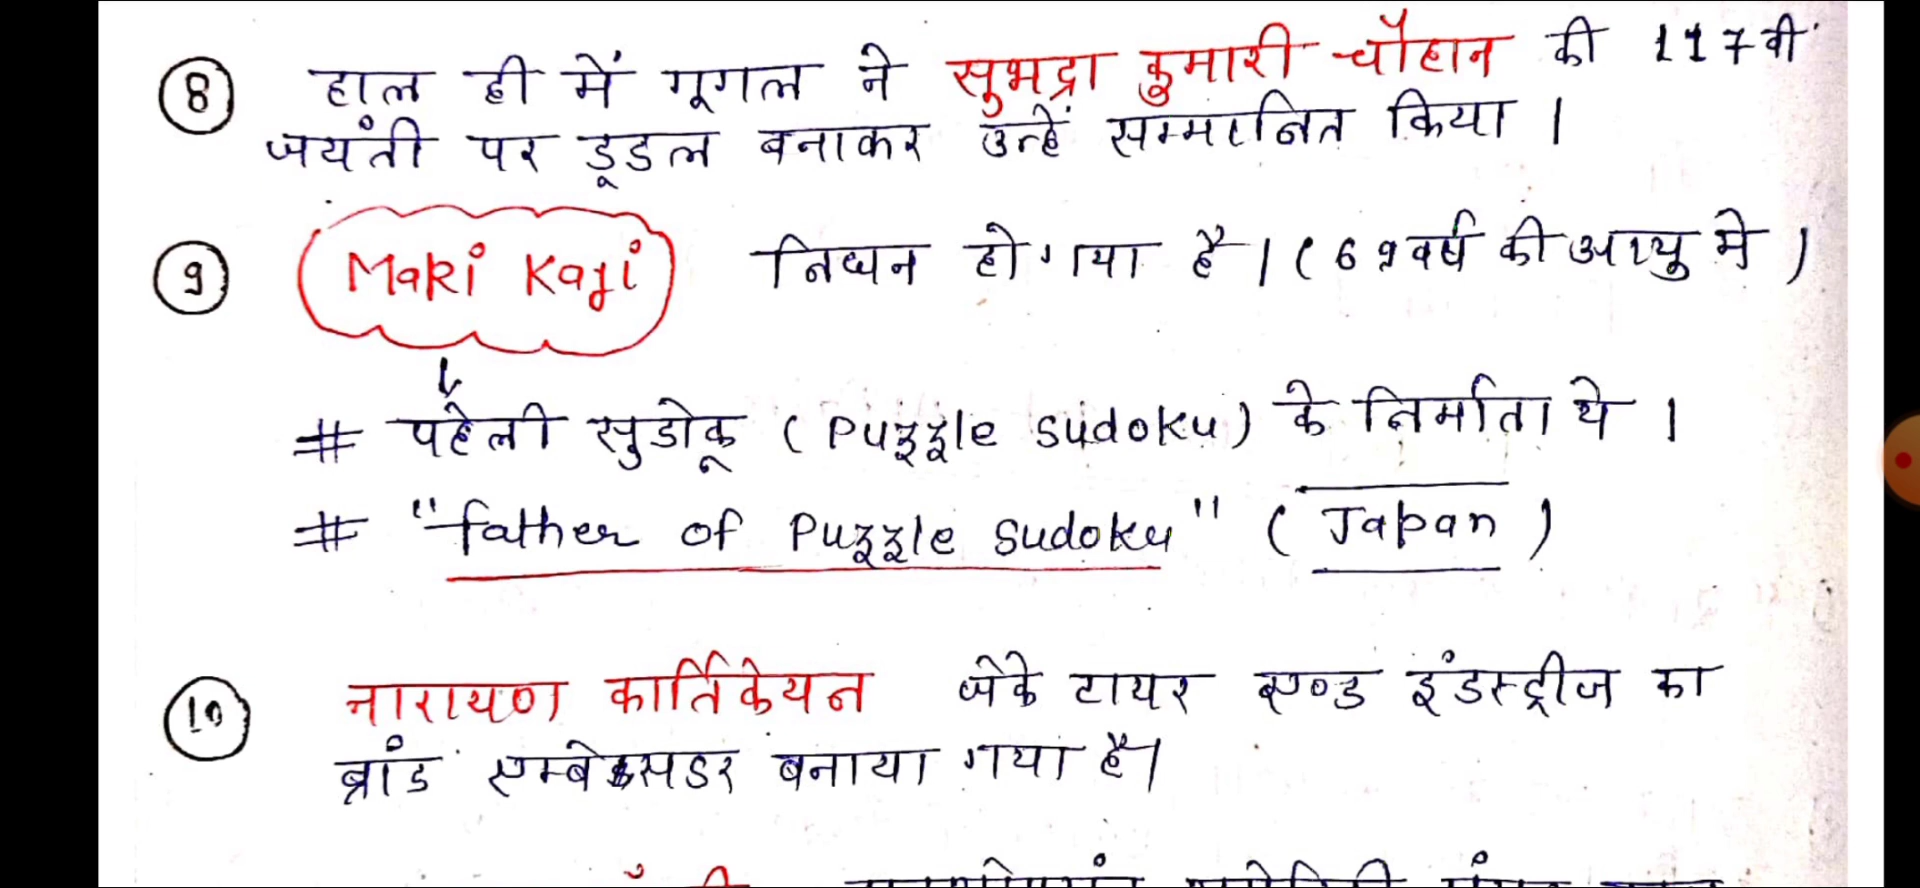 8 हाल ही में गूगल ने सुभद्रा कुमारी चौहान की 117वी
जयंती पर डूडल बनाकर उन्हें सम्मानित किया ।
9 Maki Kaji निधन हो गया है । (69 वर्ष की आयु मे )
# पहेली सुडोकू (Puzzle Sudoku) के निर्माता थे ।
# "father of Puzzle Sudoku" ( Japan )
10 नारायण कार्तिकेयन जेके टायर एण्ड इंडस्ट्रीज का
ब्रांड एम्बेसडर बनाया गया है।